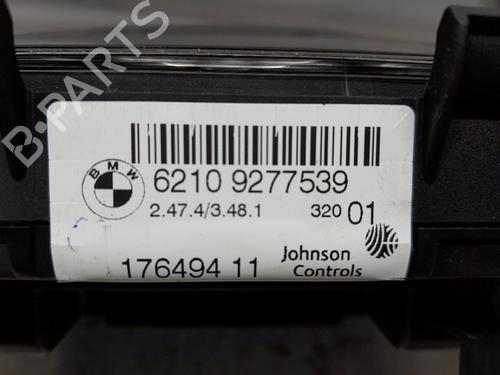 B-PARTS
BMW
6210 9277539
2.47.4/3.48.1 320 01
176494 11 Johnson
Controls